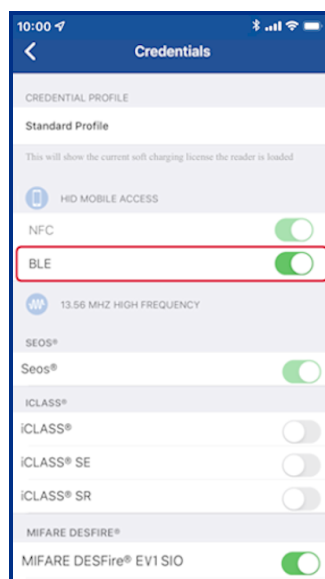 10:00
Credentials
CREDENTIAL PROFILE
Standard Profile
This will show the current soft charging license the reader is loaded
HID MOBILE ACCESS
NFC
BLE
13.56 MHZ HIGH FREQUENCY
SEOS®
Seos®
ICLASS®
iCLASS®
iCLASS® SE
iCLASS® SR
MIFARE DESFIRE®
MIFARE DESFire® EV1 SIO